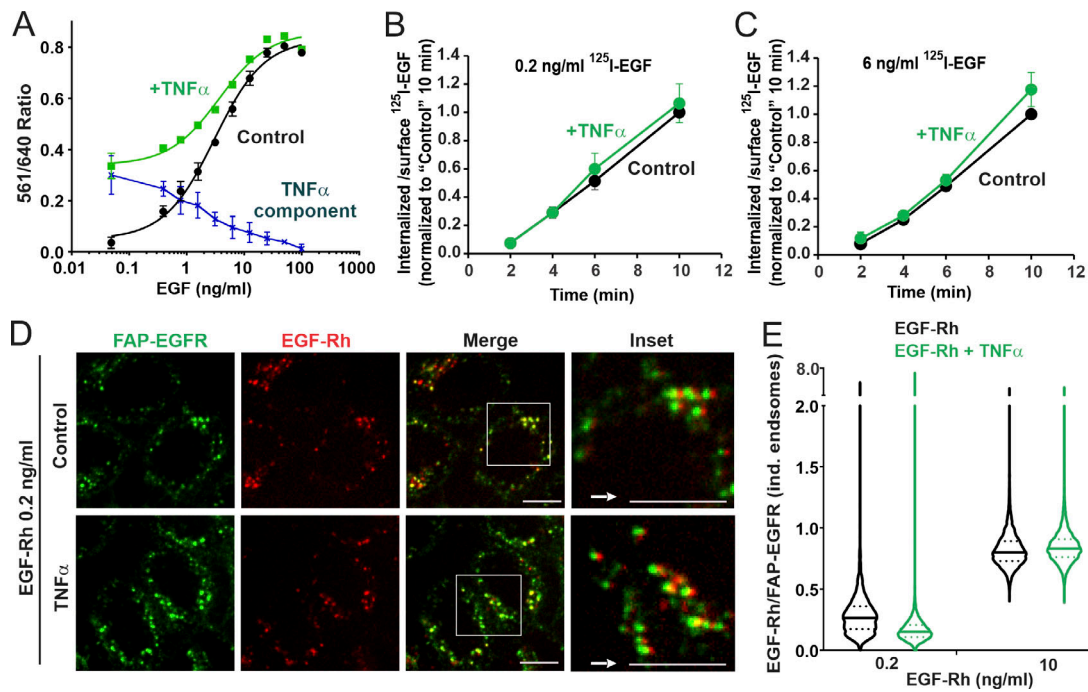 A
561/640 Ratio
0.8
0.6
0.4
0.2
0.0
+TNFα
Control
TNFα
component
0.01
0.1
1
10
100
1000
EGF (ng/ml)
B
Internalized /surface ¹²⁵I-EGF
(normalized to “Control” 10 min)
1.4
1.2
1.0
0.8
0.6
0.4
0.2
0.0
0.2 ng/ml ¹²⁵I-EGF
+TNFα
Control
0
2
4
6
8
10
12
Time (min)
C
Internalized /surface ¹²⁵I-EGF
(normalized to “Control” 10 min)
1.4
1.2
1.0
0.8
0.6
0.4
0.2
0.0
6 ng/ml ¹²⁵I-EGF
+TNFα
Control
0
2
4
6
8
10
12
Time (min)
D
FAP-EGFR
EGF-Rh
Merge
Inset
EGF-Rh 0.2 ng/ml
Control
TNFα
E
EGF-Rh
EGF-Rh + TNFα
EGF-Rh/FAP-EGFR (ind. endsomes)
8.0
2.0
1.0
0.5
0.0
0.2
10
EGF-Rh (ng/ml)